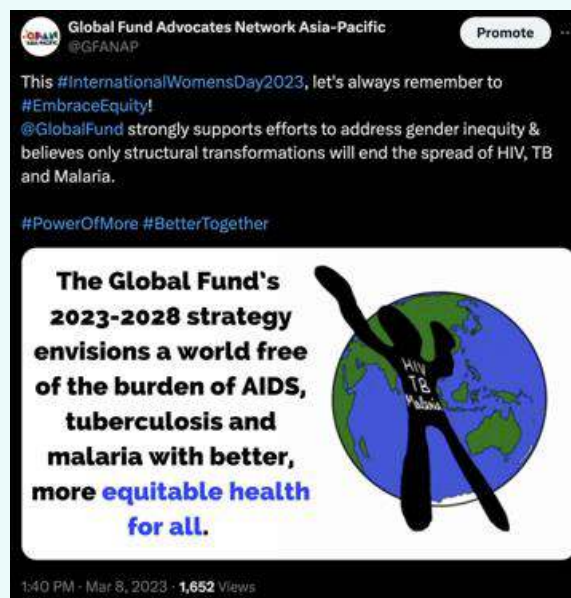 Global Fund Advocates Network Asia-Pacific
@GFANAP
Promote
This #InternationalWomensDay2023, let's always remember to
#EmbraceEquity!
@GlobalFund strongly supports efforts to address gender inequity &
believes only structural transformations will end the spread of HIV, TB
and Malaria.
#PowerOfMore #BetterTogether
The Global Fund's
2023-2028 strategy
envisions a world free
of the burden of AIDS,
tuberculosis and
malaria with better,
more equitable health
for all.
HIV
TB
Malaria
1:40 PM · Mar 8, 2023 · 1,652 Views